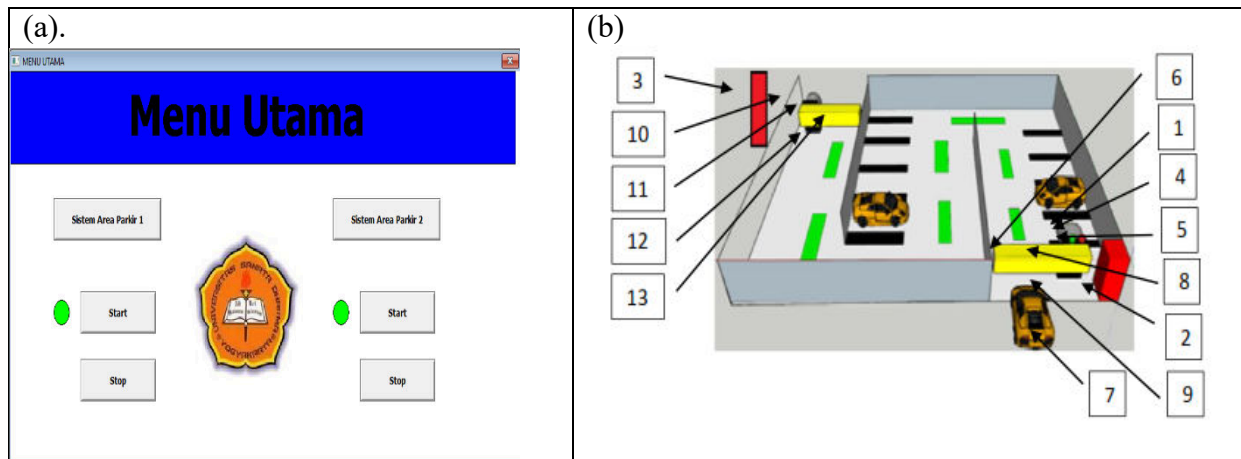 (a).
MENU UTAMA
Menu Utama
Sistem Area Parkir 1
Sistem Area Parkir 2
Start
Start
Stop
Stop
(b)
3
10
11
12
13
6
1
4
5
8
2
7
9